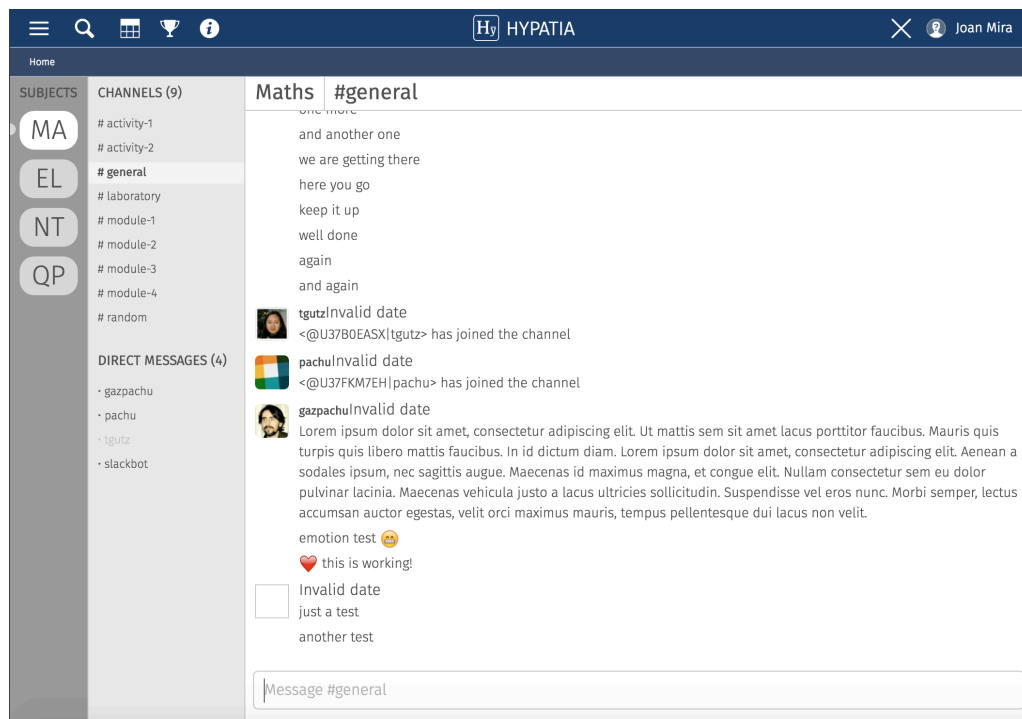 Hy HYPATIA
Joan Mira
Home
SUBJECTS
MA
EL
NT
QP
CHANNELS (9)
# activity-1
# activity-2
# general
# laboratory
# module-1
# module-2
# module-3
# module-4
# random
DIRECT MESSAGES (4)
· gazpachu
· pachu
· tgutz
· slackbot
Maths #general
one more
and another one
we are getting there
here you go
keep it up
well done
again
and again
tgutzInvalid date
<@U37B0EASX|tgutz> has joined the channel
pachuInvalid date
<@U37FKM7EH|pachu> has joined the channel
gazpachuInvalid date
Lorem ipsum dolor sit amet, consectetur adipiscing elit. Ut mattis sem sit amet lacus porttitor faucibus. Mauris quis
turpis quis libero mattis faucibus. In id dictum diam. Lorem ipsum dolor sit amet, consectetur adipiscing elit. Aenean a
sodales ipsum, nec sagittis augue. Maecenas id maximus magna, et congue elit. Nullam consectetur sem eu dolor
pulvinar lacinia. Maecenas vehicula justo a lacus ultricies sollicitudin. Suspendisse vel eros nunc. Morbi semper, lectus
accumsan auctor egestas, velit orci maximus mauris, tempus pellentesque dui lacus non velit.
emotion test 😁
❤️ this is working!
Invalid date
just a test
another test
Message #general